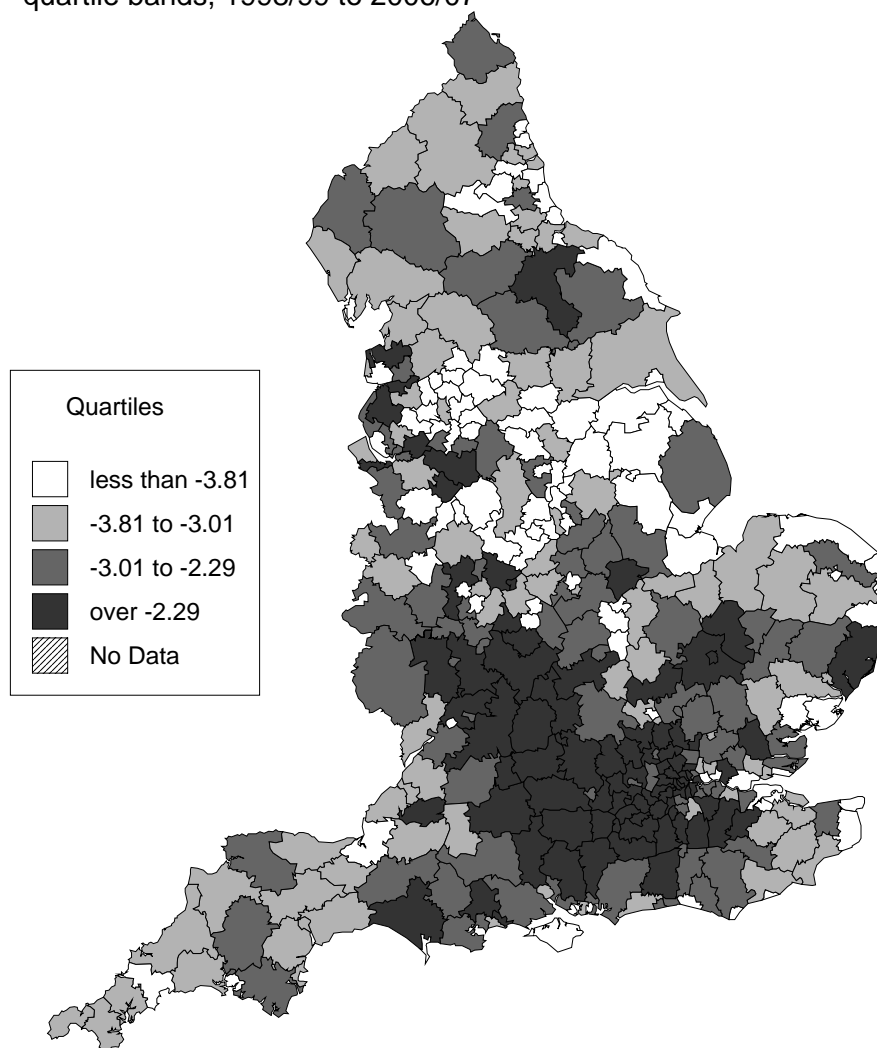 quartile bands, 1998/99 to 2006/07
Quartiles
less than -3.81
-3.81 to -3.01
-3.01 to -2.29
over -2.29
No Data